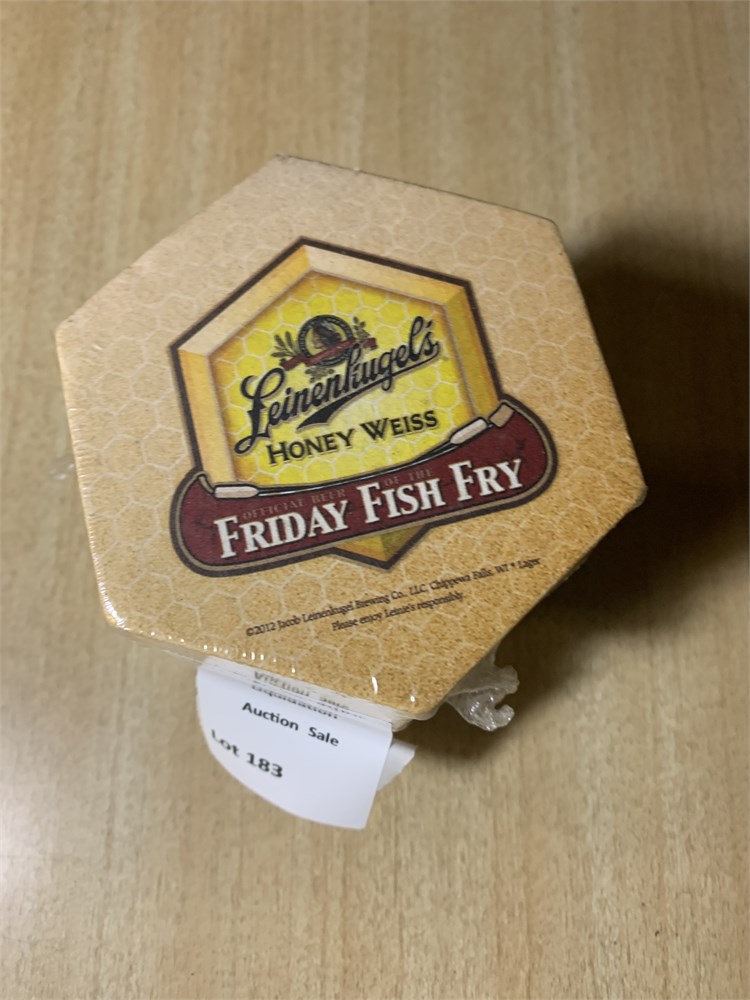 Leinenkugel's
HONEY WEISS
OFFICIAL BEER OF THE
FRIDAY FISH FRY
©2012 Jacob Leinenkugel Brewing Co., LLC, Chippewa Falls, WI * Lager
Please enjoy Leinie's responsibly.
Auction Sale
Lot 183